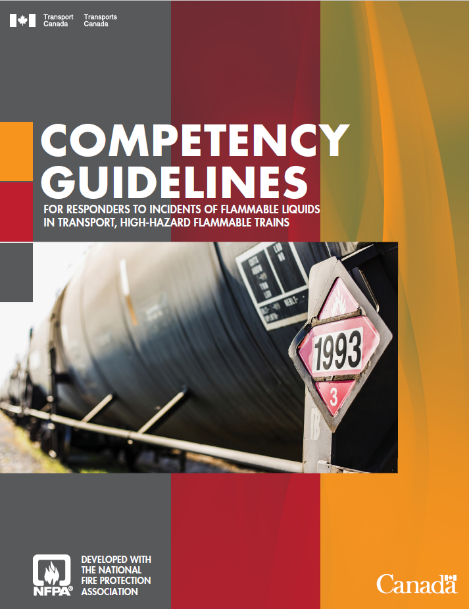 Transport Transports
Canada Canada
COMPETENCY
GUIDELINES
FOR RESPONDERS TO INCIDENTS OF FLAMMABLE LIQUIDS
IN TRANSPORT, HIGH-HAZARD FLAMMABLE TRAINS
1993
3
NFPA®
DEVELOPED WITH
THE NATIONAL
FIRE PROTECTION
ASSOCIATION
Canada